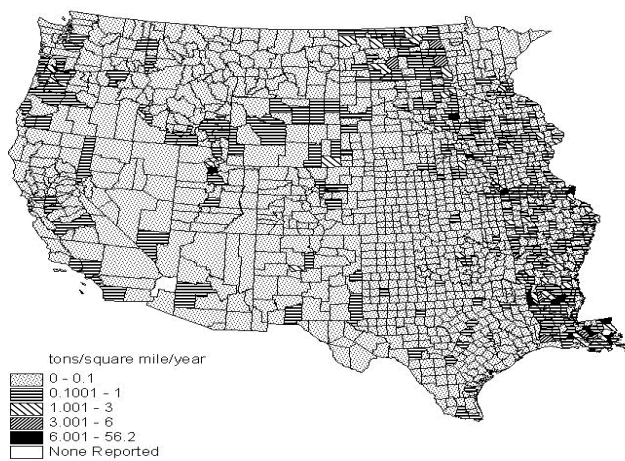 tons/square mile/year
0 - 0.1
0.1001 - 1
1.001 - 3
3.001 - 6
6.001 - 56.2
None Reported